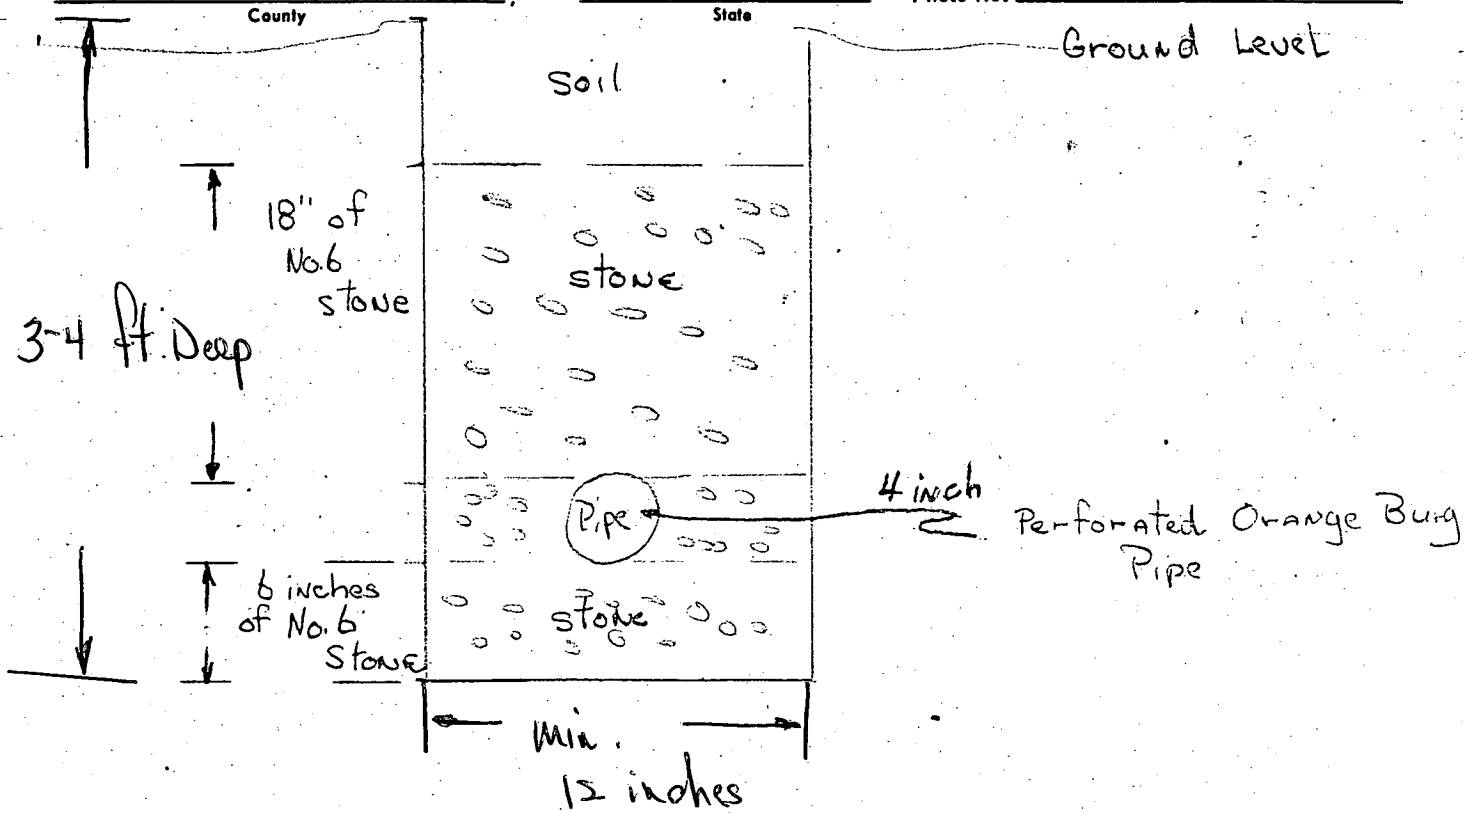 County
State
Ground Level
Soil
18" of
No.6
stone
stone
3-4 ft. Deep
4 inch
Pipe
Perforated Orange Burg
Pipe
6 inches
of No.6
Stone
stone
Min.
12 inches